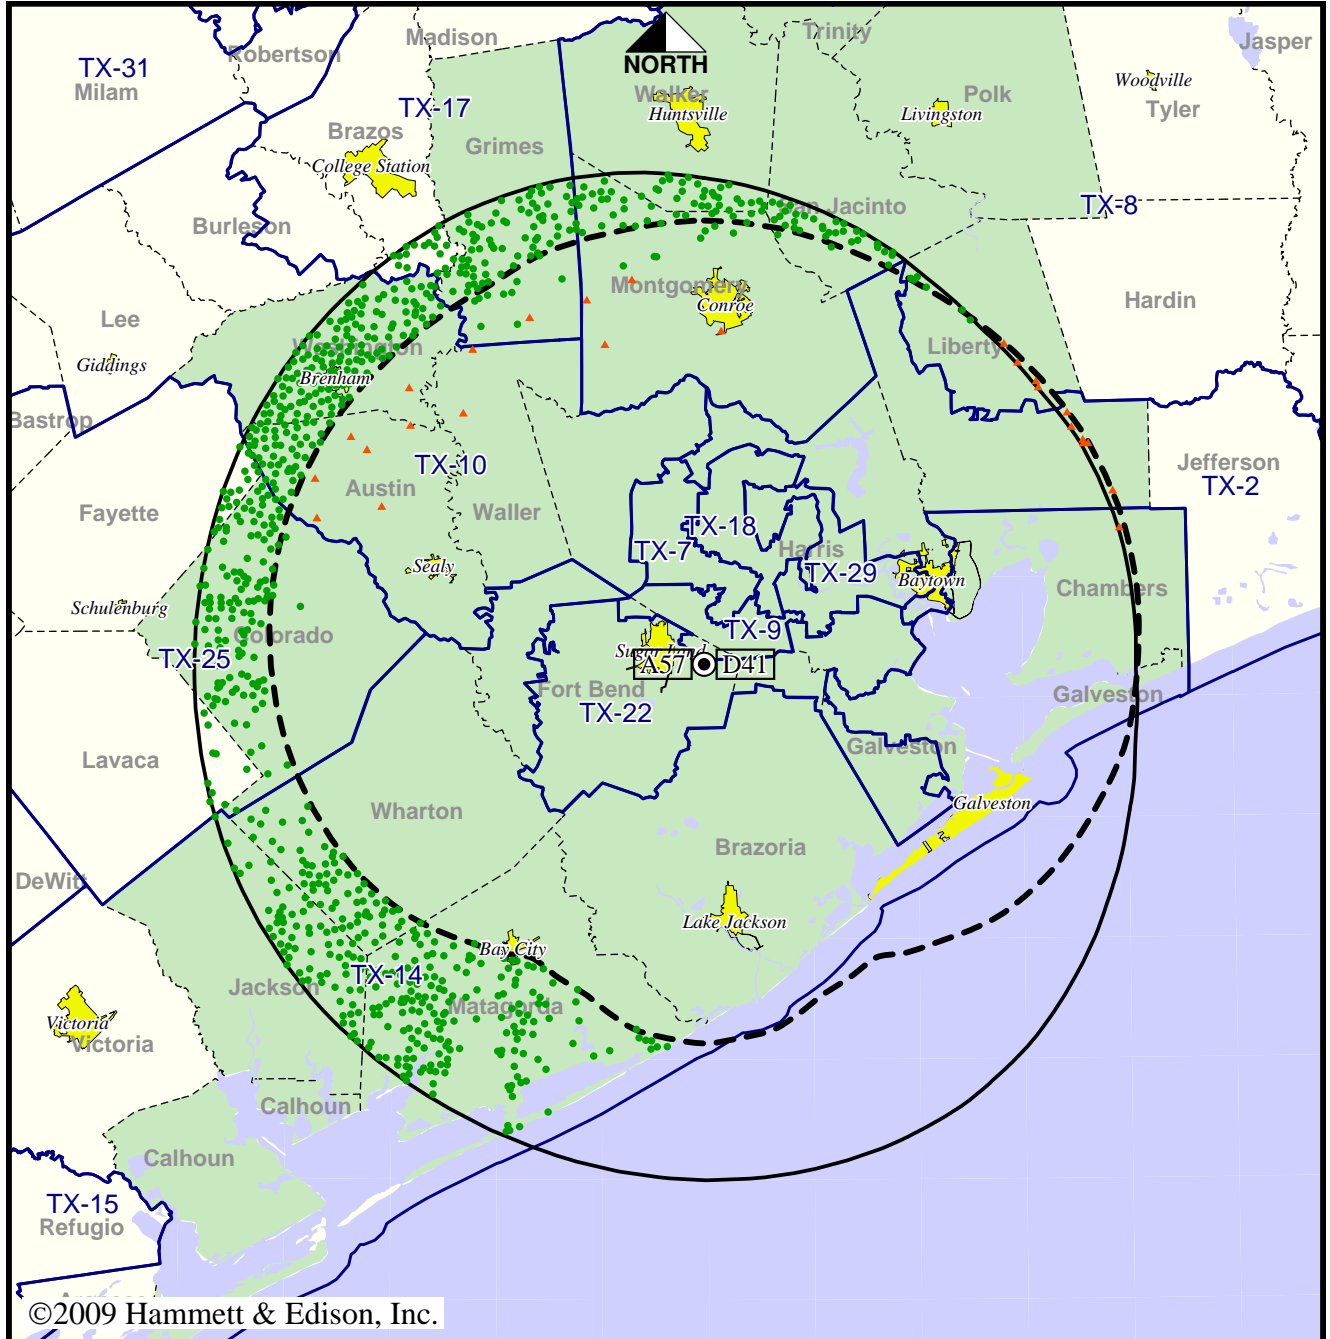 Madison
Trinity
Jasper
Robertson
TX-31
Milam
NORTH
Woodville
TX-17
Walker
Huntsville
Livingston
Polk
Tyler
Brazos
College Station
Grimes
TX-8
San Jacinto
Burleson
Montgomery
Conroe
Hardin
Lee
Giddings
Washington
Brenham
Liberty
Bastrop
TX-10
Austin
Jefferson
TX-2
Fayette
Waller
TX-18
TX-7
Harris
TX-29
Baytown
Chambers
Sealy
Schulenburg
Colorado
TX-9
Sugar Land
TX-25
A57
D41
Fort Bend
TX-22
Galveston
Galveston
Lavaca
Galveston
Wharton
Brazoria
DeWitt
Lake Jackson
Bay City
TX-14
Jackson
Matagorda
Victoria
Victoria
Calhoun
Calhoun
TX-15
Refugio
©2009 Hammett & Edison, Inc.